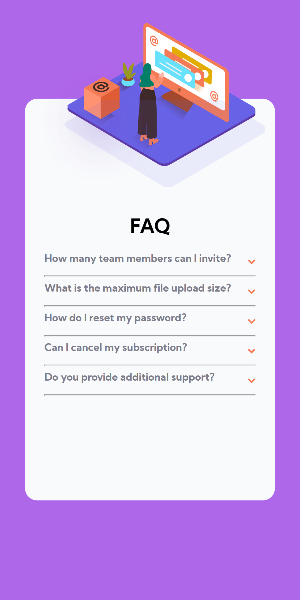 FAQ
How many team members can I invite?
What is the maximum file upload size?
How do I reset my password?
Can I cancel my subscription?
Do you provide additional support?